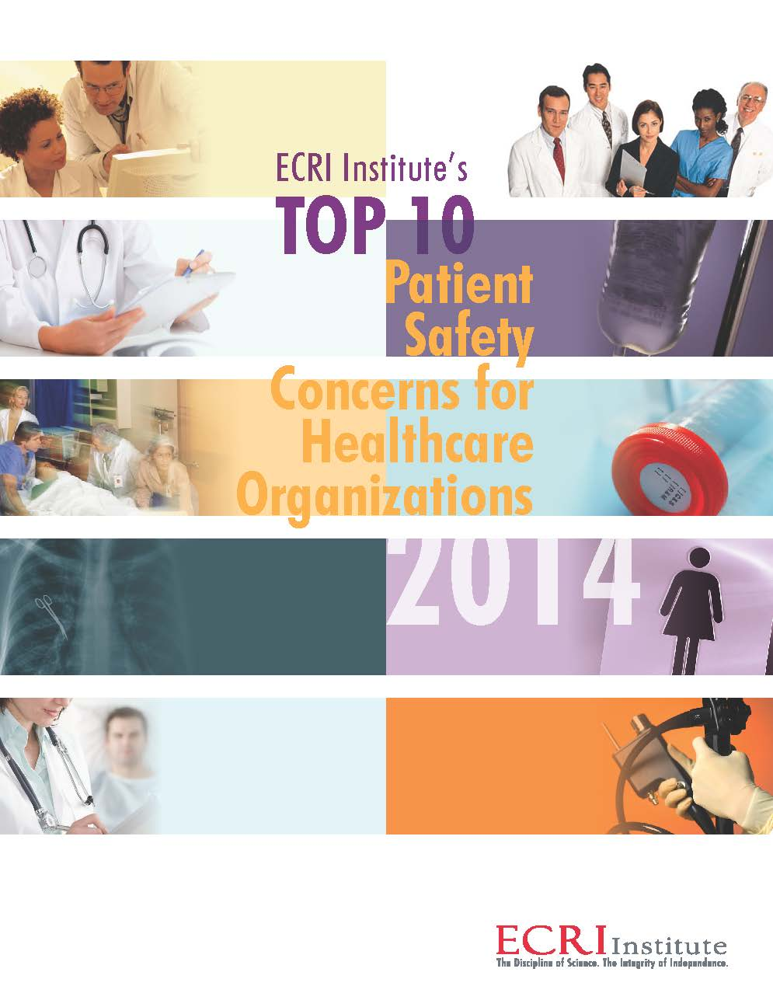 ECRI Institute’s
TOP 10
Patient
Safety
Concerns for
Healthcare
Organizations
2014
ECRI Institute
The Discipline of Science. The Integrity of Independence.